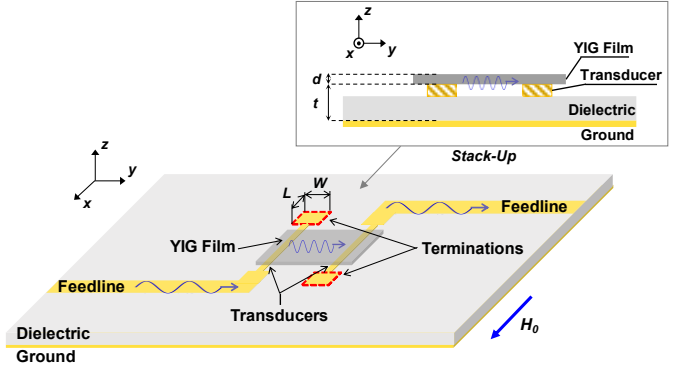 z
x
y
d
t
YIG Film
Transducer
Dielectric
Ground
Stack-Up
z
y
x
L
W
YIG Film
Feedline
Terminations
Feedline
Transducers
H0
Dielectric
Ground